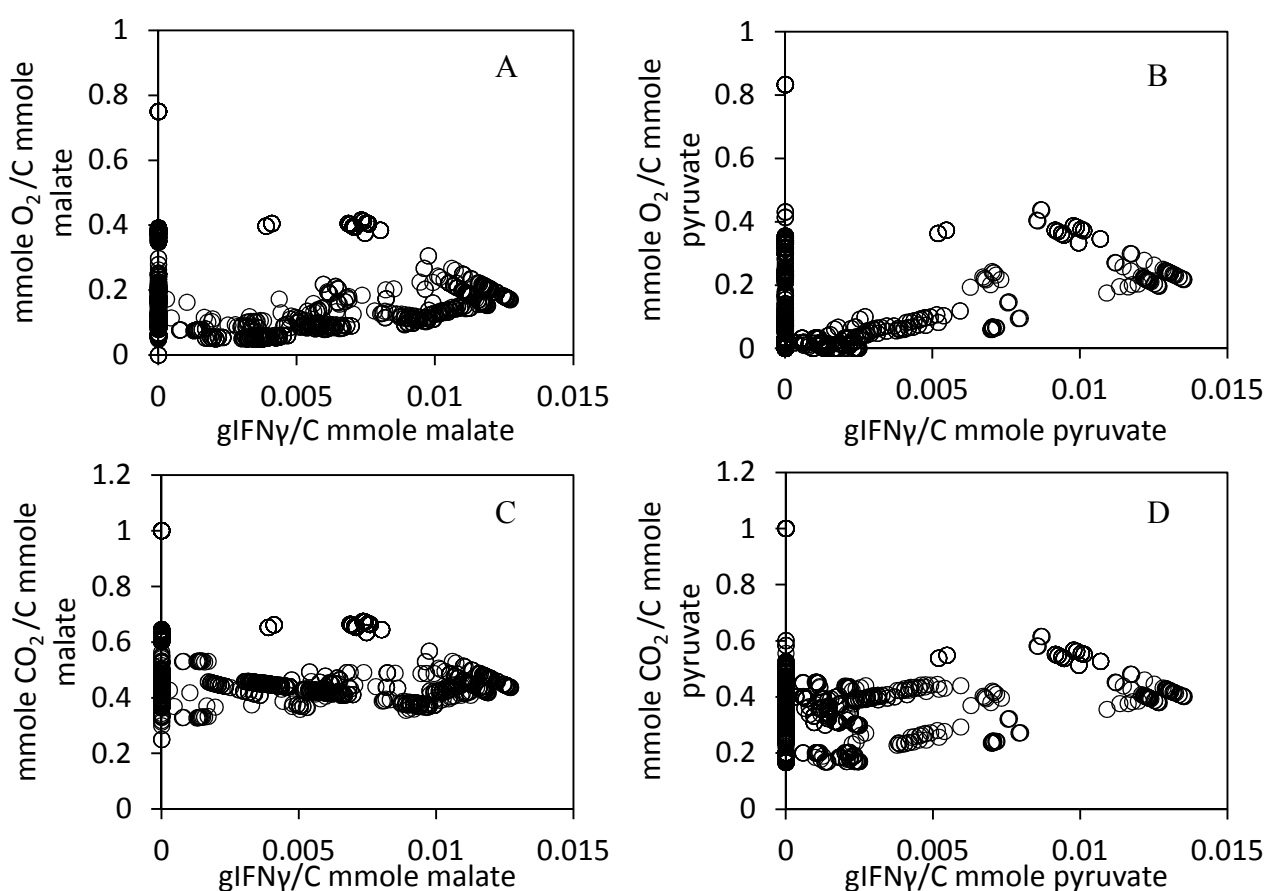 mmole O2/C mmole
malate
1
0.8
0.6
0.4
0.2
0
A
0 0.005 0.01 0.015
gIFNγ/C mmole malate
mmole O2/C mmole
pyruvate
1
0.8
0.6
0.4
0.2
0
B
0 0.005 0.01 0.015
gIFNγ/C mmole pyruvate
mmole CO2/C mmole
malate
1.2
1
0.8
0.6
0.4
0.2
0
C
0 0.005 0.01 0.015
gIFNγ/C mmole malate
mmole CO2/C mmole
pyruvate
1.2
1
0.8
0.6
0.4
0.2
0
D
0 0.005 0.01 0.015
gIFNγ/C mmole pyruvate